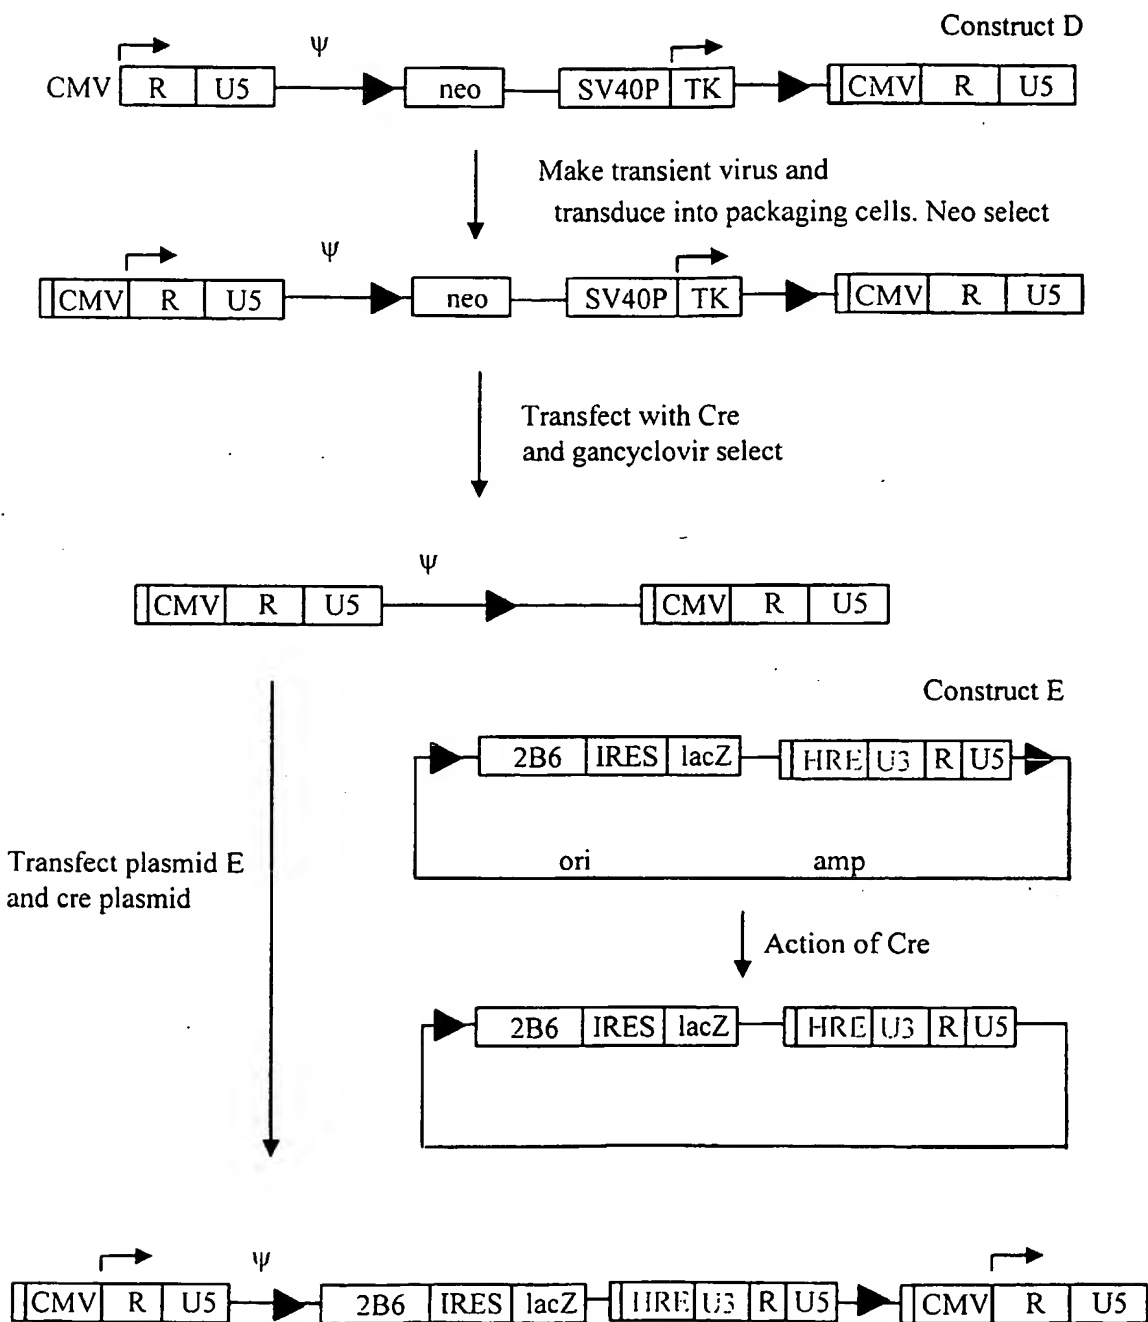 Construct D
ψ
CMV R U5 neo SV40P TK CMV R U5
Make transient virus and
transduce into packaging cells. Neo select
ψ
CMV R U5 neo SV40P TK CMV R U5
Transfect with Cre
and gancyclovir select
ψ
CMV R U5 CMV R U5
Construct E
2B6 IRES lacZ HRE U3 R U5
ori amp
Transfect plasmid E
and cre plasmid
Action of Cre
2B6 IRES lacZ HRE U3 R U5
ψ
CMV R U5 2B6 IRES lacZ HRE U3 R U5 CMV R U5